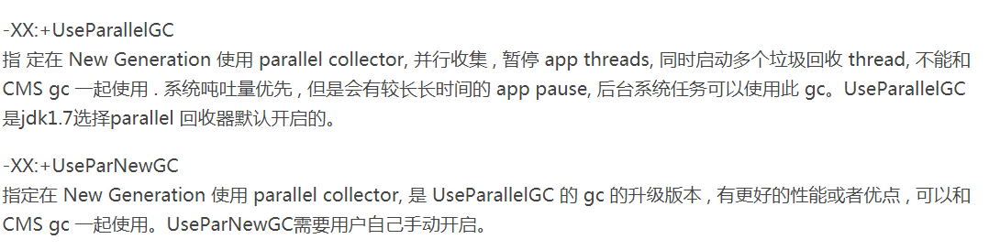 -XX:+UseParallelGC
指 定在 New Generation 使用 parallel collector, 并行收集 , 暂停 app threads, 同时启动多个垃圾回收 thread, 不能和
CMS gc 一起使用 . 系统吨吐量优先 , 但是会有较长长时间的 app pause, 后台系统任务可以使用此 gc。UseParallelGC
是jdk1.7选择parallel 回收器默认开启的。
-XX:+UseParNewGC
指定在 New Generation 使用 parallel collector, 是 UseParallelGC 的 gc 的升级版本 , 有更好的性能或者优点 , 可以和
CMS gc 一起使用。UseParNewGC需要用户自己手动开启。